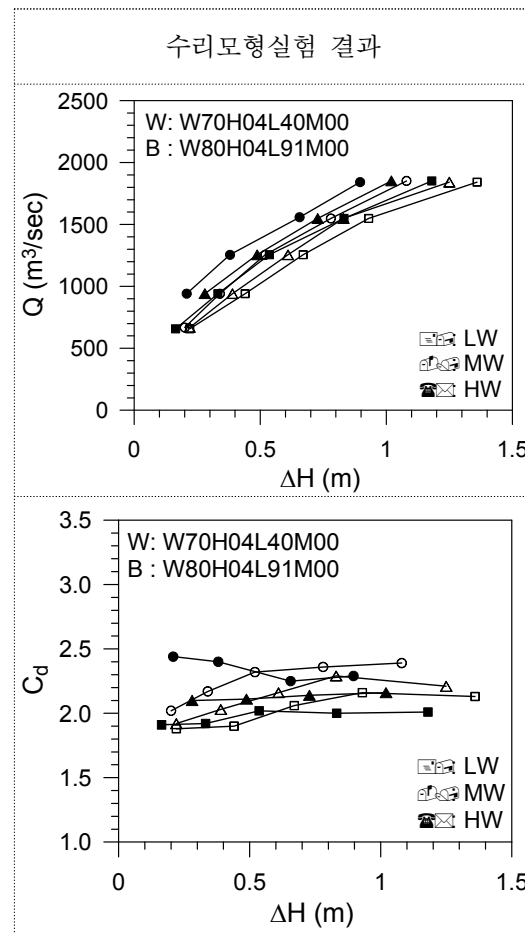 수리모형실험 결과
2500
2000
1500
1000
500
0
Q (m³/sec)
W: W70H04L40M00
B : W80H04L91M00
LW
MW
HW
0
0.5
1
1.5
ΔH (m)
3.5
3.0
2.5
2.0
1.5
1.0
C_d
W: W70H04L40M00
B : W80H04L91M00
LW
MW
HW
0
0.5
1
1.5
ΔH (m)